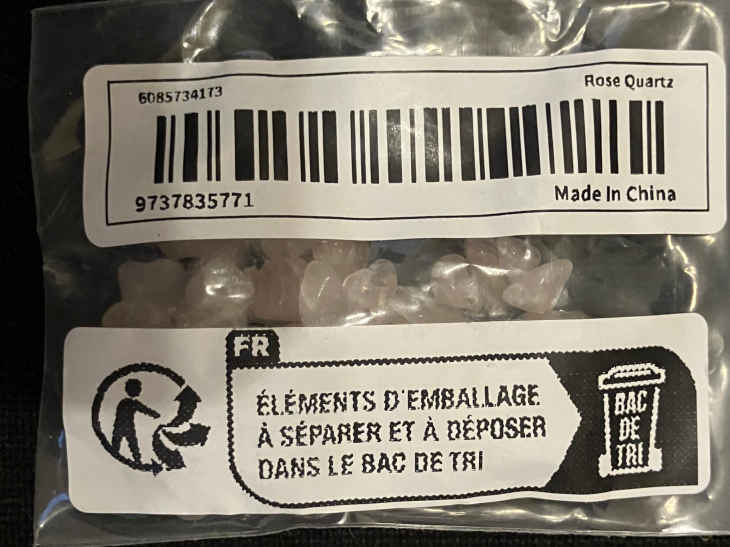 6085734173
Rose Quartz
9737835771
Made In China
FR
ÉLÉMENTS D'EMBALLAGE
À SÉPARER ET À DÉPOSER
DANS LE BAC DE TRI
BAC
DE
TRI